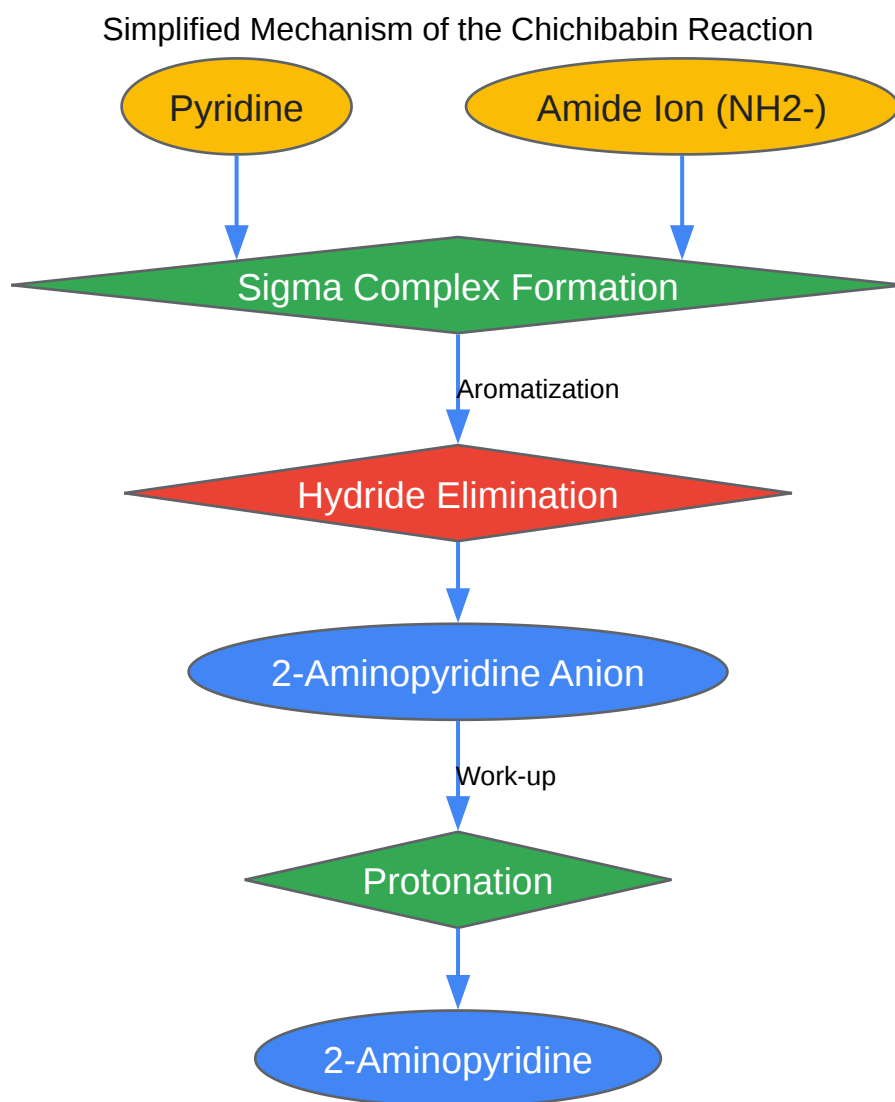 Simplified Mechanism of the Chichibabin Reaction
Pyridine
Amide Ion (NH2-)
Sigma Complex Formation
Aromatization
Hydride Elimination
2-Aminopyridine Anion
Work-up
Protonation
2-Aminopyridine